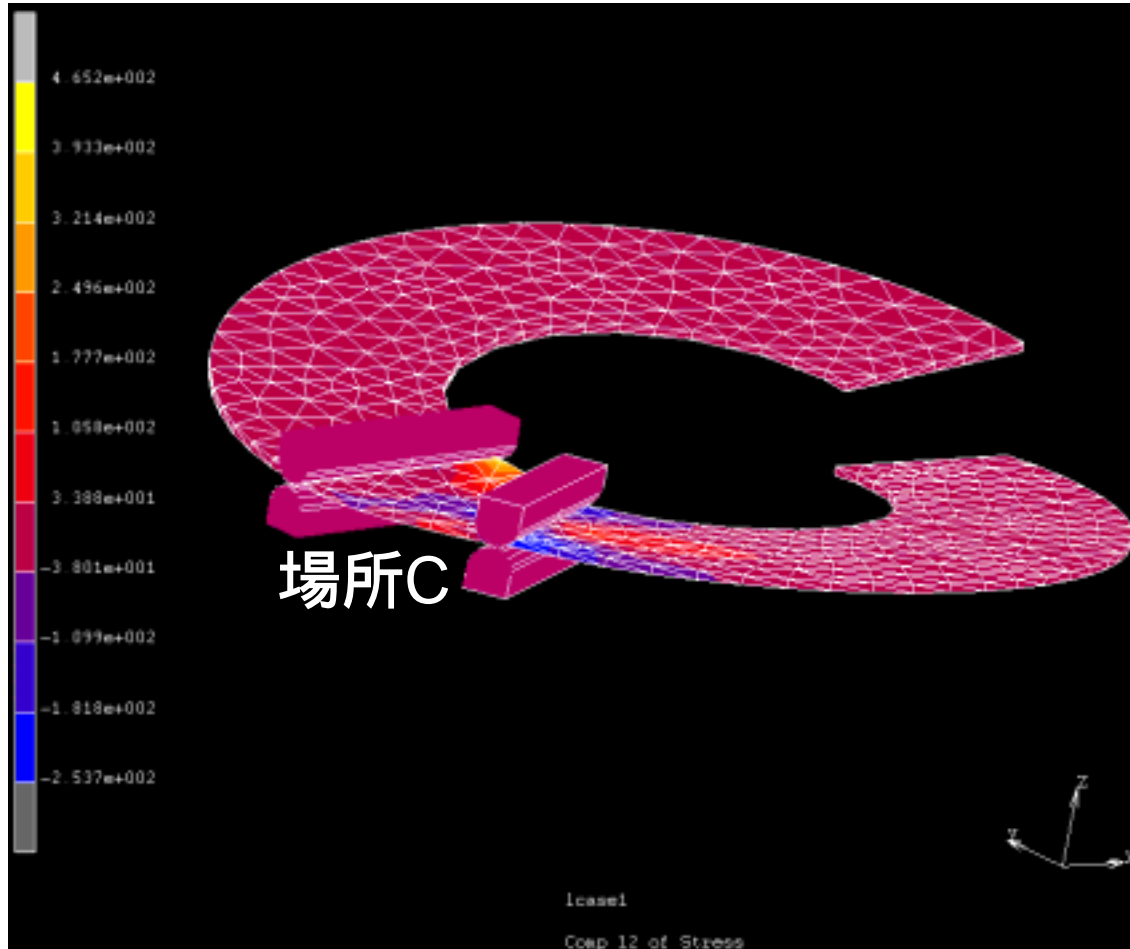 4.652e+002
3.933e+002
3.214e+002
2.496e+002
1.777e+002
1.058e+002
3.388e+001
-3.801e+001
-1.099e+002
-1.818e+002
-2.537e+002
場所C
Z
Y
X
lcase1
Comp 12 of Stress